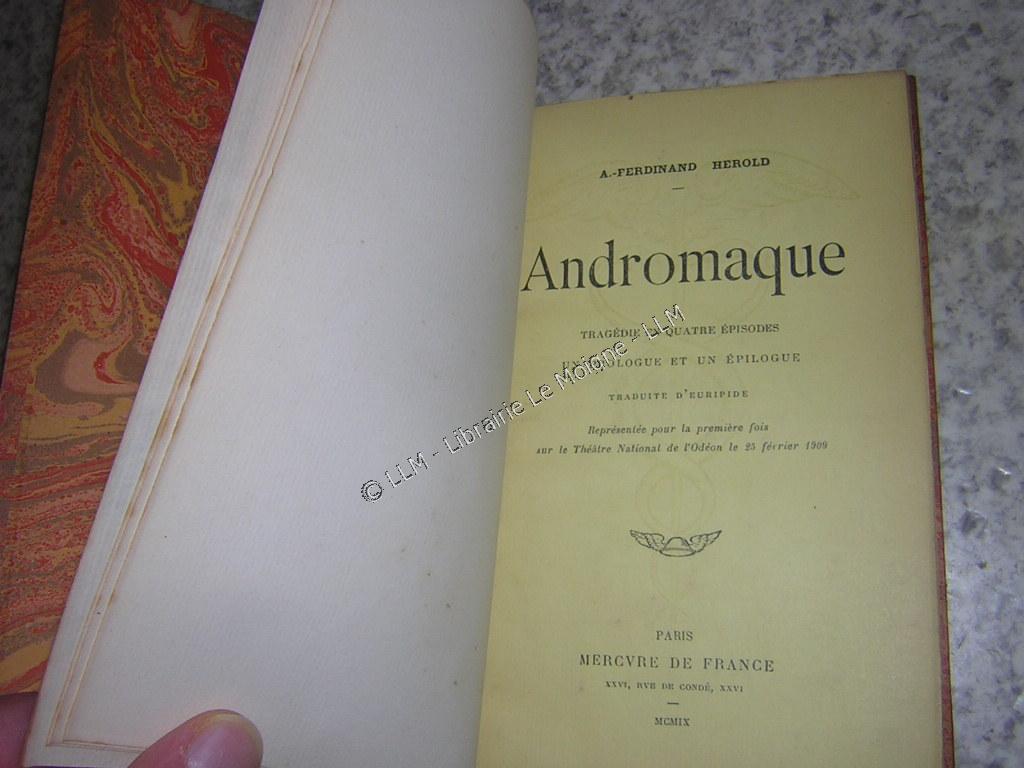 A.-FERDINAND HEROLD
Andromaque
TRAGÉDIE QUATRE ÉPISODES
UN PROLOGUE ET UN ÉPILOGUE
TRADUITE D'EURIPIDE
Représentée pour la première fois
sur le Théâtre National de l'Odéon le 25 février 1909
PARIS
MERCVRE DE FRANCE
XXVI, RVE DE CONDÉ, XXVI
MCMIX
© LLM - Librairie Le Moigne - LLM